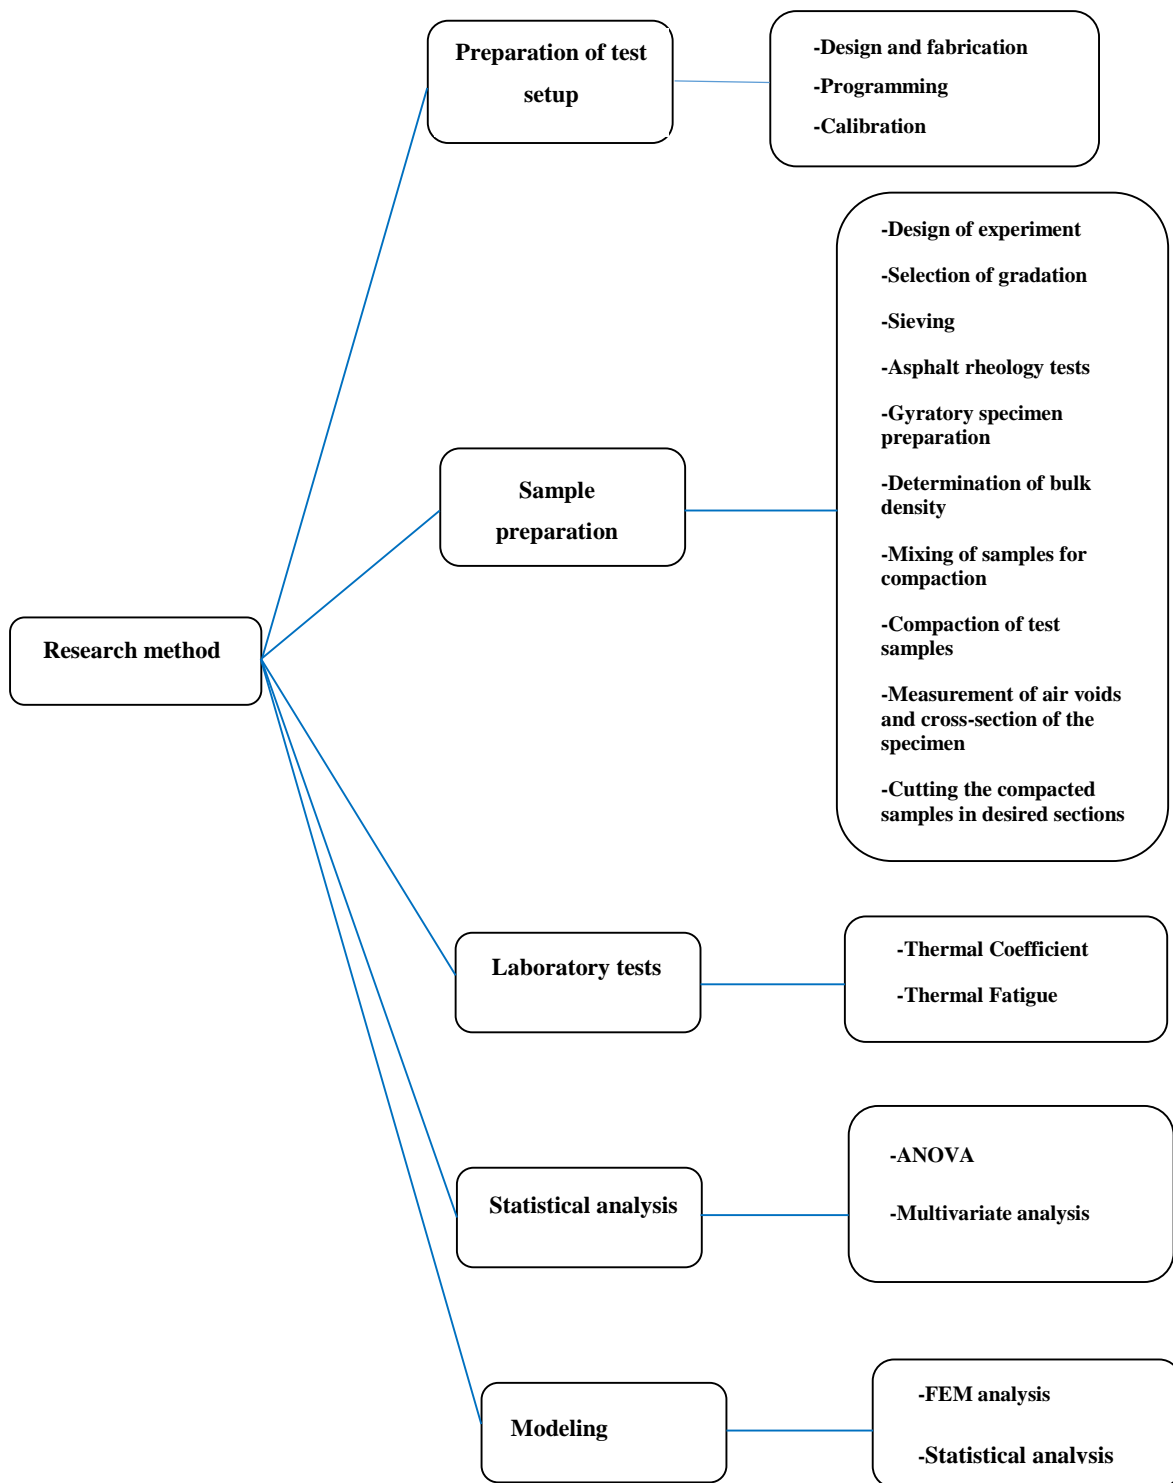 Preparation of test
setup
-Design and fabrication
-Programming
-Calibration
Sample
preparation
-Design of experiment
-Selection of gradation
-Sieving
-Asphalt rheology tests
-Gyratory specimen
preparation
-Determination of bulk
density
-Mixing of samples for
compaction
-Compaction of test
samples
-Measurement of air voids
and cross-section of the
specimen
-Cutting the compacted
samples in desired sections
Research method
Laboratory tests
-Thermal Coefficient
-Thermal Fatigue
Statistical analysis
-ANOVA
-Multivariate analysis
Modeling
-FEM analysis
-Statistical analysis